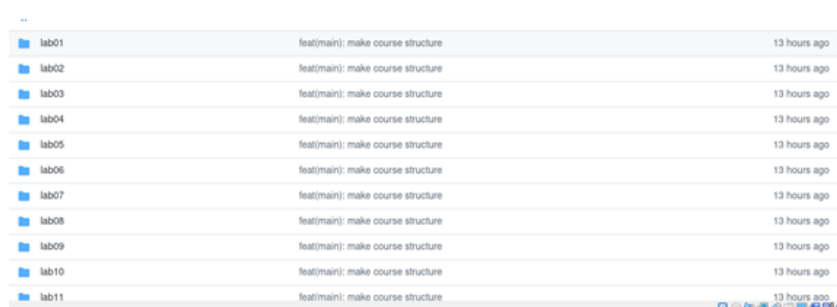 ..
lab01 feat(main): make course structure 13 hours ago
lab02 feat(main): make course structure 13 hours ago
lab03 feat(main): make course structure 13 hours ago
lab04 feat(main): make course structure 13 hours ago
lab05 feat(main): make course structure 13 hours ago
lab06 feat(main): make course structure 13 hours ago
lab07 feat(main): make course structure 13 hours ago
lab08 feat(main): make course structure 13 hours ago
lab09 feat(main): make course structure 13 hours ago
lab10 feat(main): make course structure 13 hours ago
lab11 feat(main): make course structure 13 hours ago